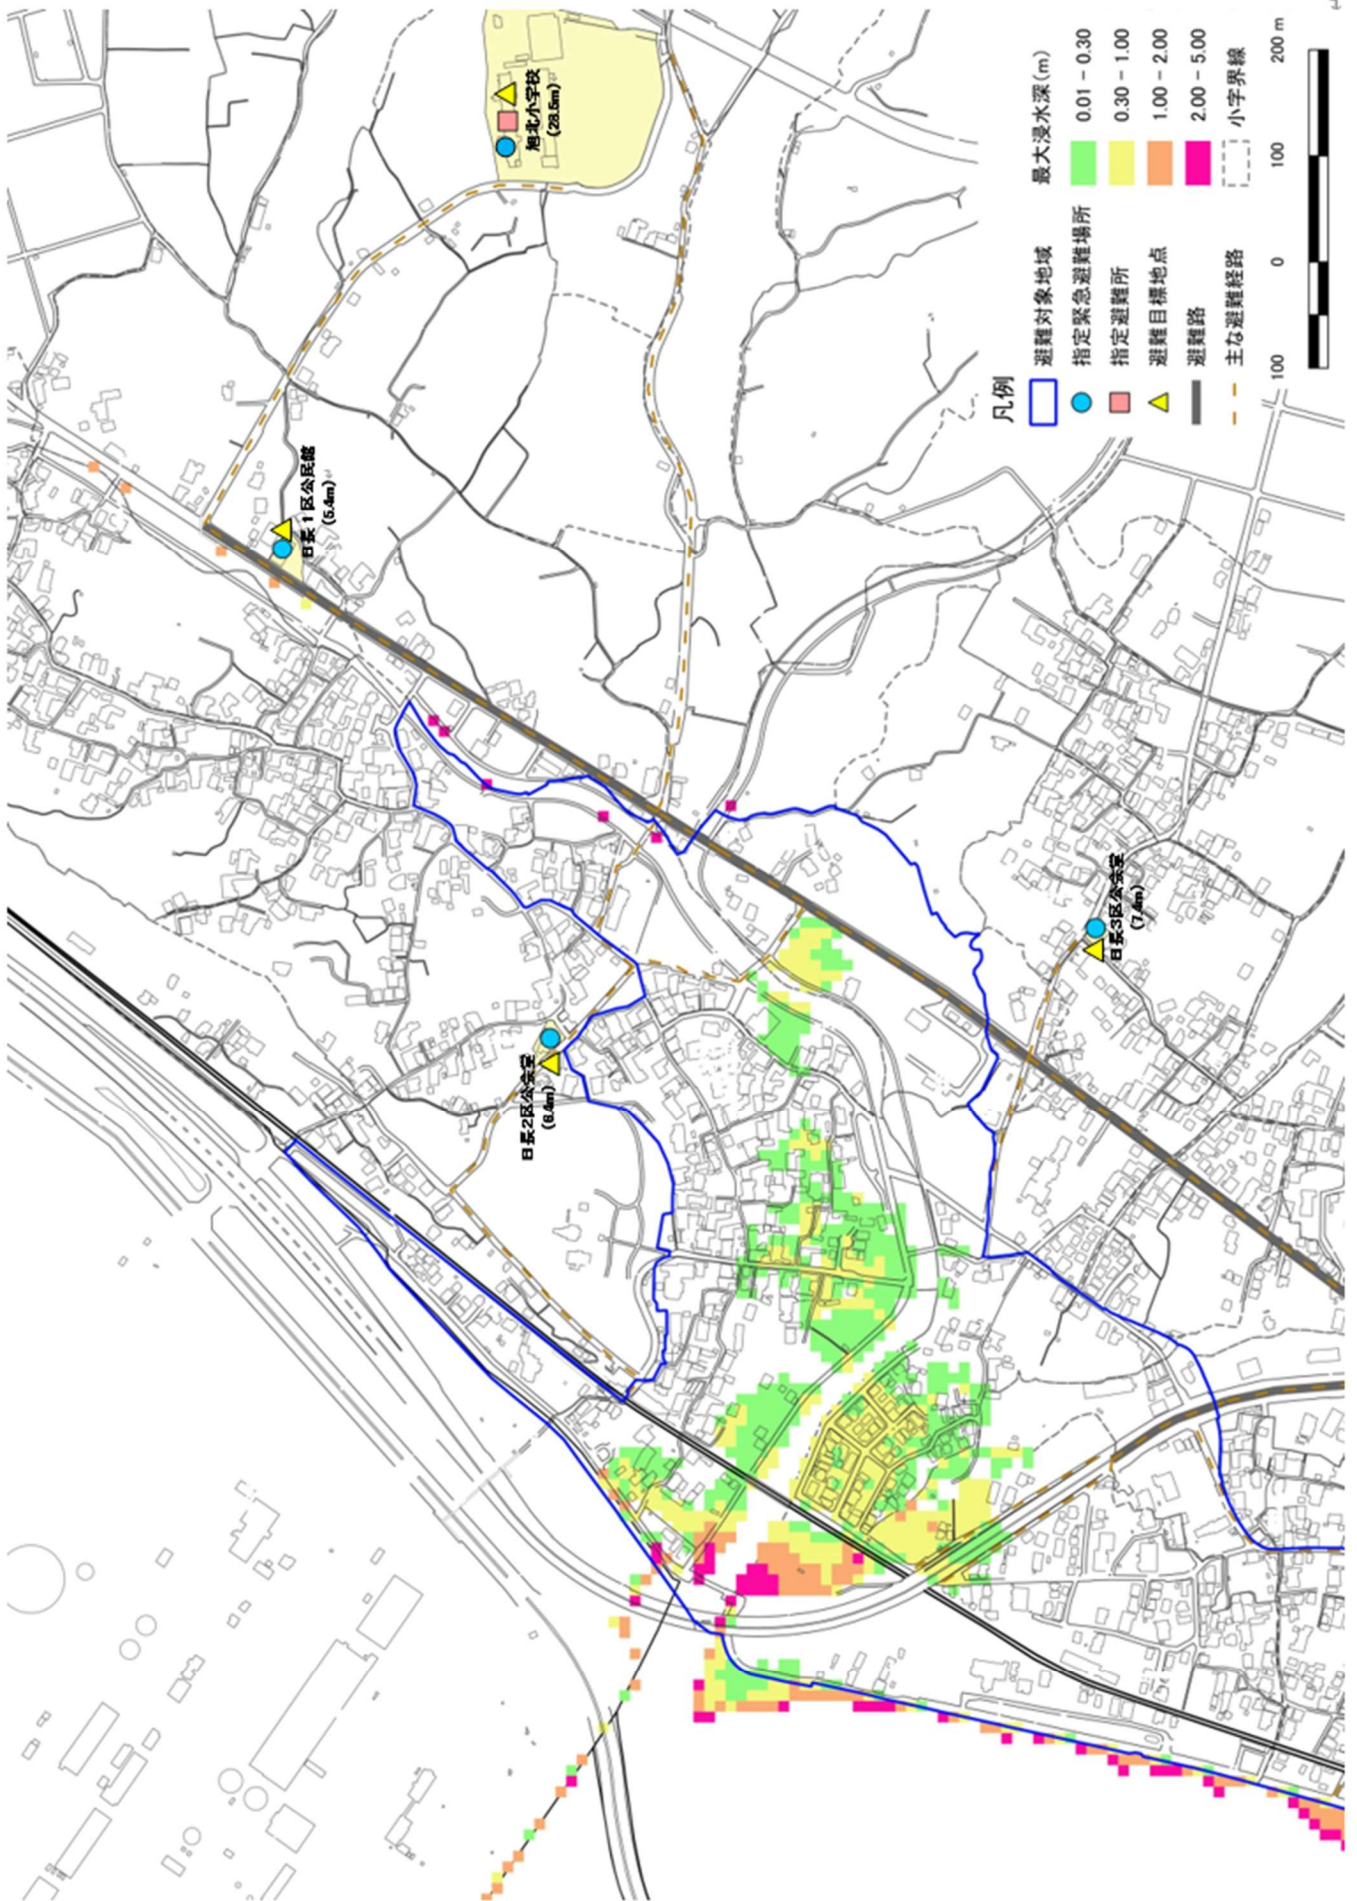 旭北小学校
(28.5m)
日長1区公民館
(5.4m)
日長2区公会堂
(6.4m)
日長3区公会堂
(7.4m)
凡例
避難対象地域
指定緊急避難場所
指定避難所
避難目標地点
避難路
主な避難経路
最大浸水深(m)
0.01 - 0.30
0.30 - 1.00
1.00 - 2.00
2.00 - 5.00
小字界線
100 0 100 200 m